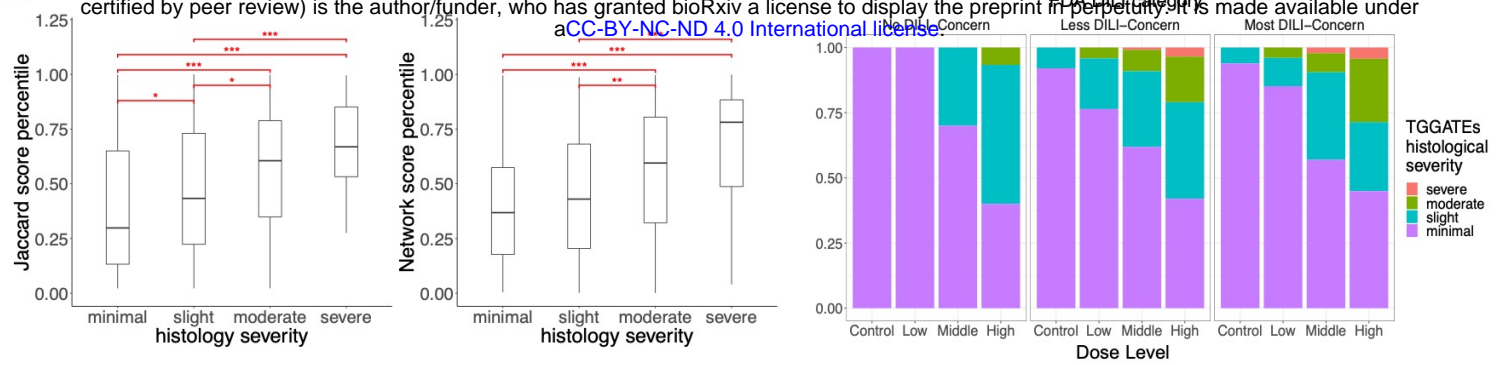 certified by peer review) is the author/funder, who has granted bioRxiv a license to display the preprint in perpetuity. It is made available under
aCC-BY-NC-ND 4.0 International license.
Jaccard score percentile
1.25
1.00
0.75
0.50
0.25
0.00
***
***
***
*
*
minimal slight moderate severe
histology severity
Network score percentile
1.25
1.00
0.75
0.50
0.25
0.00
***
***
**
minimal slight moderate severe
histology severity
No DILI-Concern
Less DILI-Concern
Most DILI-Concern
1.00
0.75
0.50
0.25
0.00
Control Low Middle High
Control Low Middle High
Control Low Middle High
Dose Level
TGGATEs
histological
severity
severe
moderate
slight
minimal